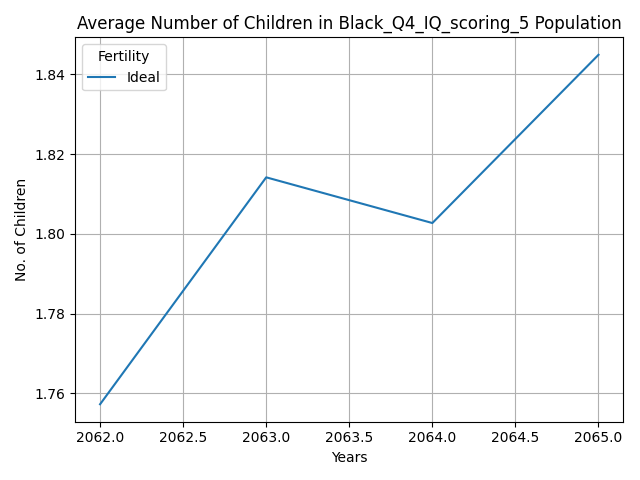 Average Number of Children in Black_Q4_IQ_scoring_5 Population
Fertility
Ideal
1.84
1.82
1.80
1.78
1.76
No. of Children
2062.0 2062.5 2063.0 2063.5 2064.0 2064.5 2065.0
Years